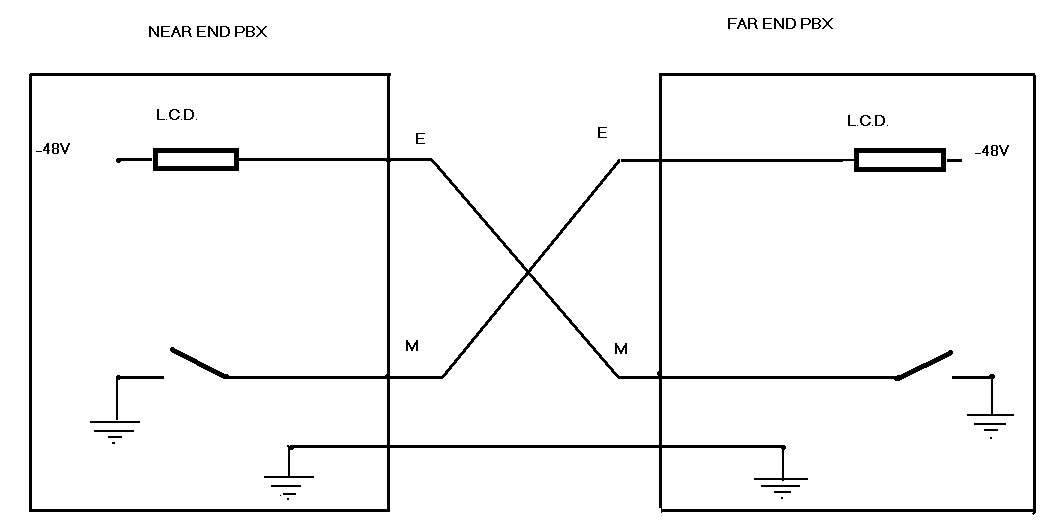 NEAR END PBX
FAR END PBX
L.C.D.
L.C.D.
-48V
E
E
-48V
M
M